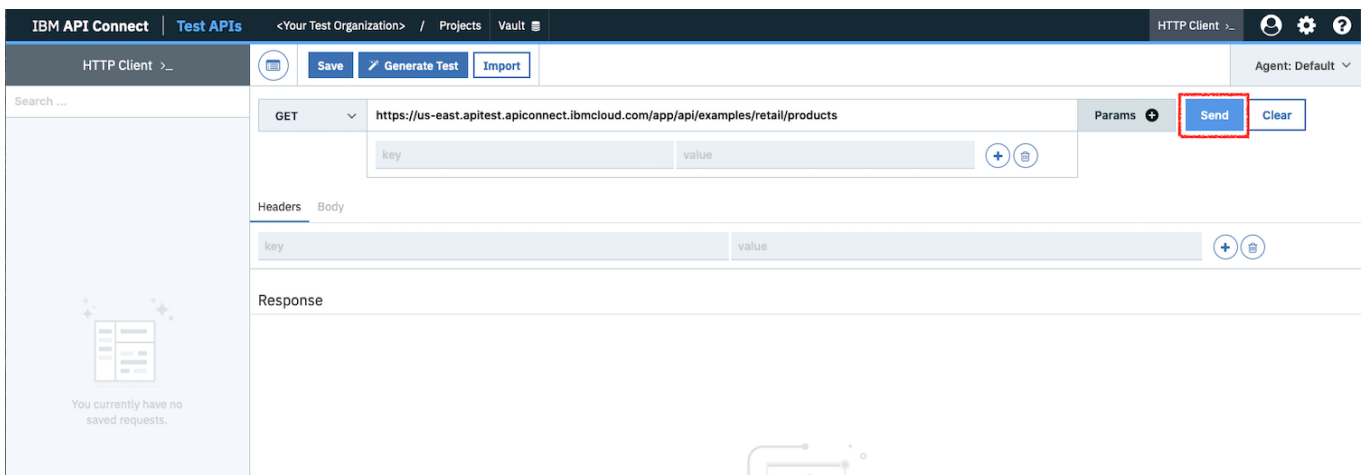 IBM API Connect | Test APIs <Your Test Organization> / Projects Vault HTTP Client >_
HTTP Client >_ Save Generate Test Import Agent: Default
Search ...
GET https://us-east.apitest.apiconnect.ibmcloud.com/app/api/examples/retail/products Params Send Clear
key value
Headers Body
key value
Response
You currently have no
saved requests.